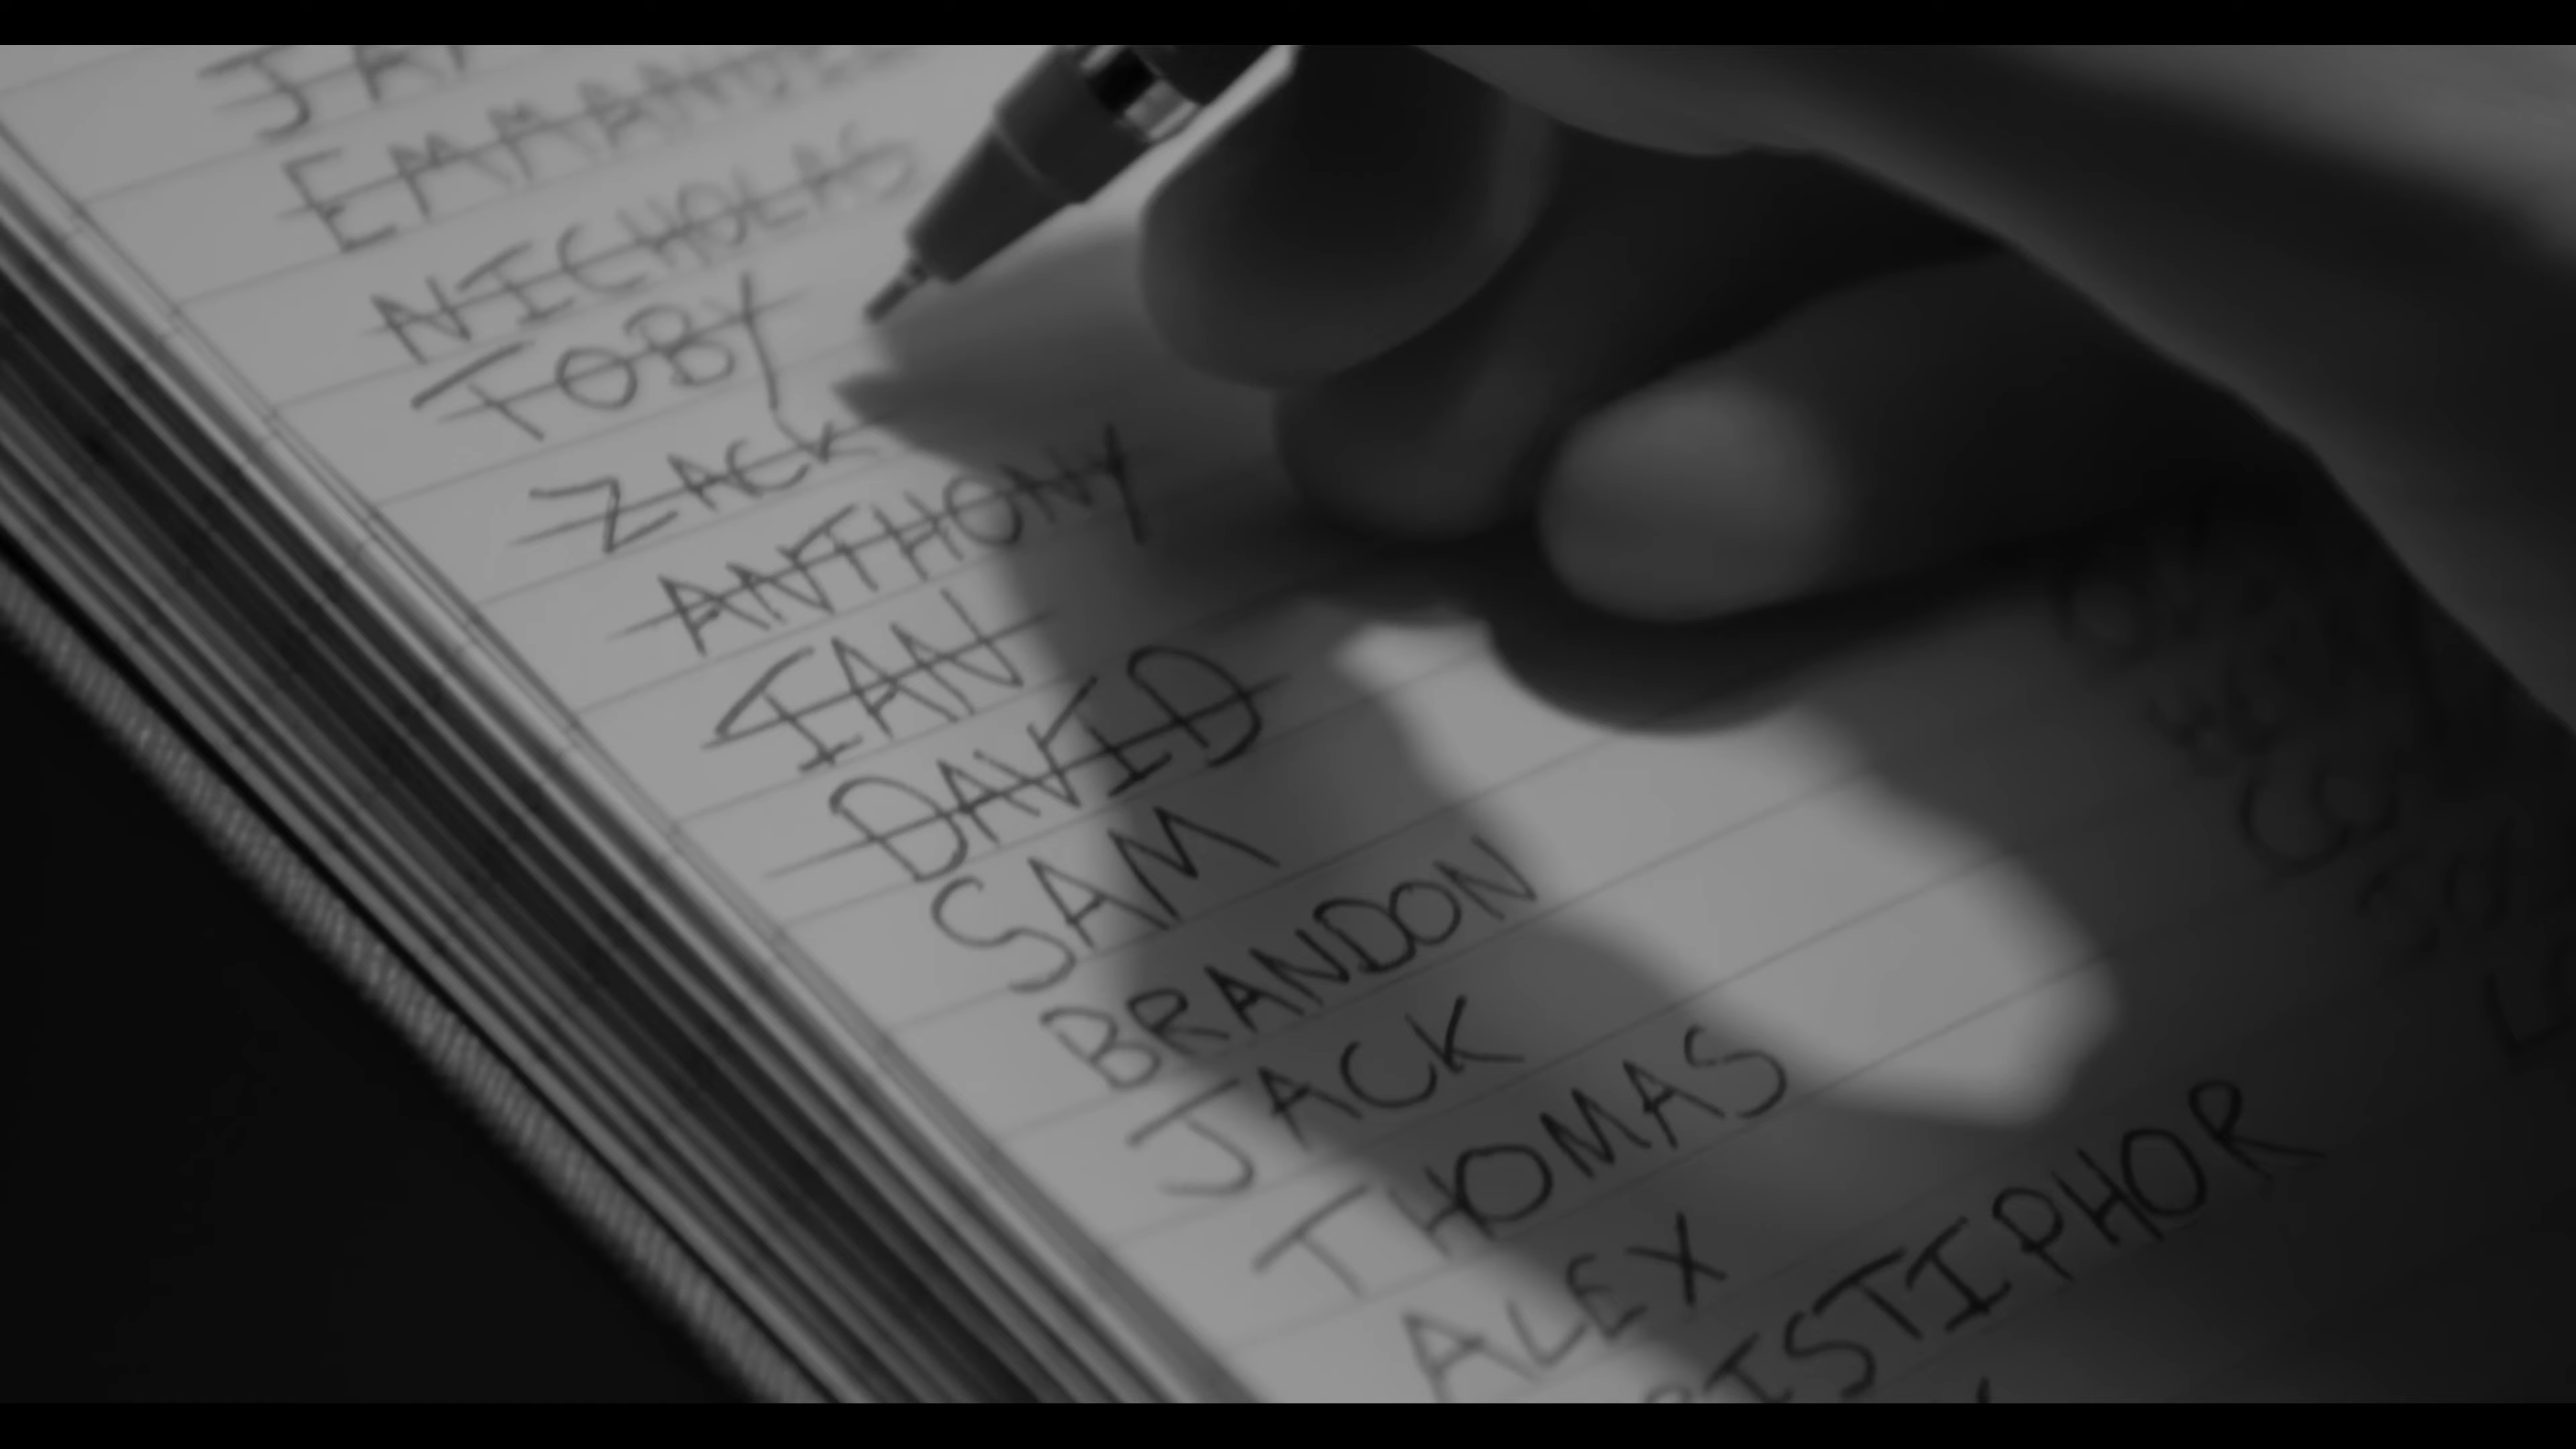 EMMANUEL
NICHOLAS
TOBY
ZACK
ANTHONY
IAN
DAVID
SAM
BRANDON
JACK
THOMAS
ALEX